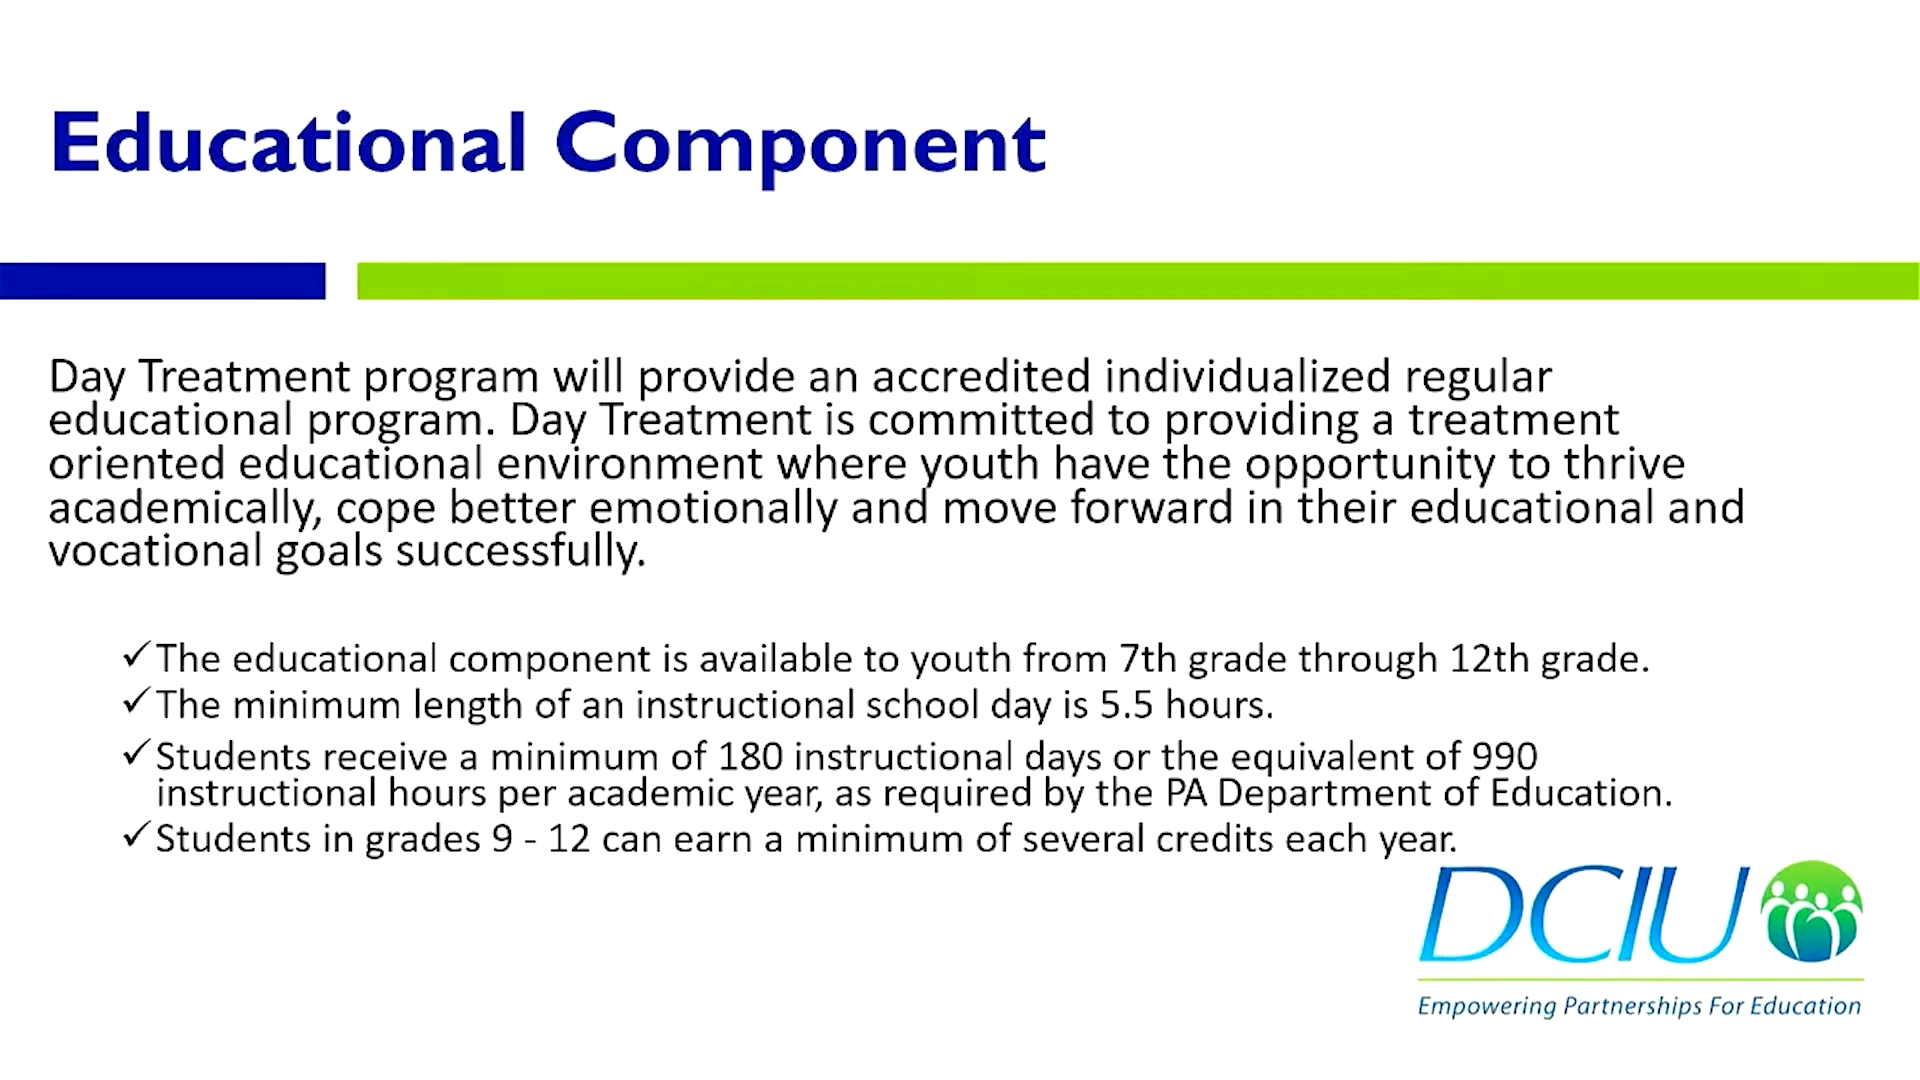 Educational Component
Day Treatment program will provide an accredited individualized regular
educational program. Day Treatment is committed to providing a treatment
oriented educational environment where youth have the opportunity to thrive
academically, cope better emotionally and move forward in their educational and
vocational goals successfully.
✓The educational component is available to youth from 7th grade through 12th grade.
✓The minimum length of an instructional school day is 5.5 hours.
✓Students receive a minimum of 180 instructional days or the equivalent of 990
instructional hours per academic year, as required by the PA Department of Education.
✓Students in grades 9 - 12 can earn a minimum of several credits each year.
DCIU
Empowering Partnerships For Education